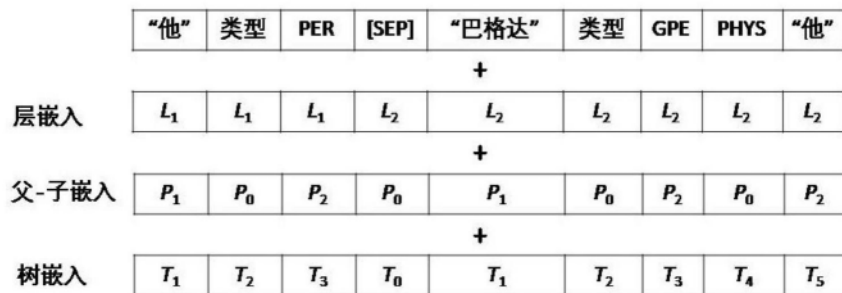 “他” 类型 PER [SEP] “巴格达” 类型 GPE PHYS “他”
+
层嵌入 L₁ L₁ L₁ L₂ L₂ L₂ L₂ L₂ L₂
+
父-子嵌入 P₁ P₀ P₂ P₀ P₁ P₀ P₂ P₀ P₂
+
树嵌入 T₁ T₂ T₃ T₀ T₁ T₂ T₃ T₄ T₅